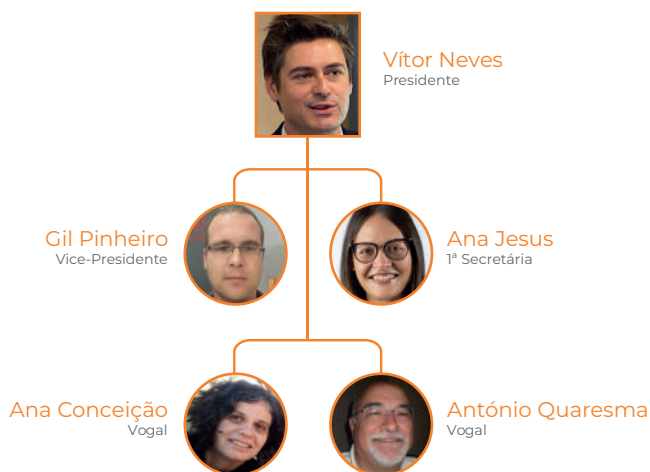 Vítor Neves
Presidente
Gil Pinheiro
Vice-Presidente
Ana Jesus
1ª Secretária
Ana Conceição
Vogal
António Quaresma
Vogal